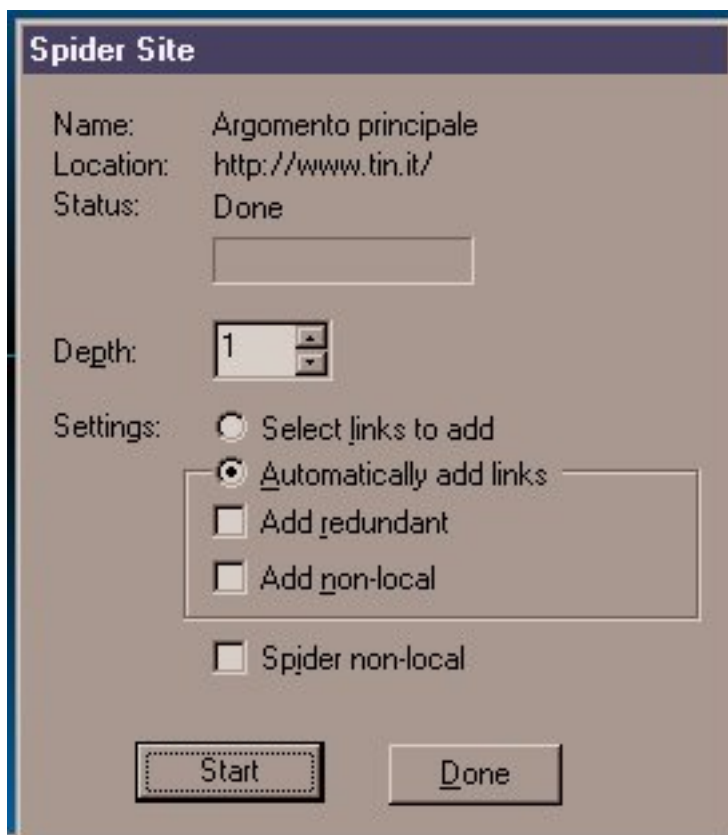 Spider Site
Name: Argomento principale
Location: http://www.tin.it/
Status: Done
Depth: 1
Settings: Select links to add
Automatically add links
Add redundant
Add non-local
Spider non-local
Start Done